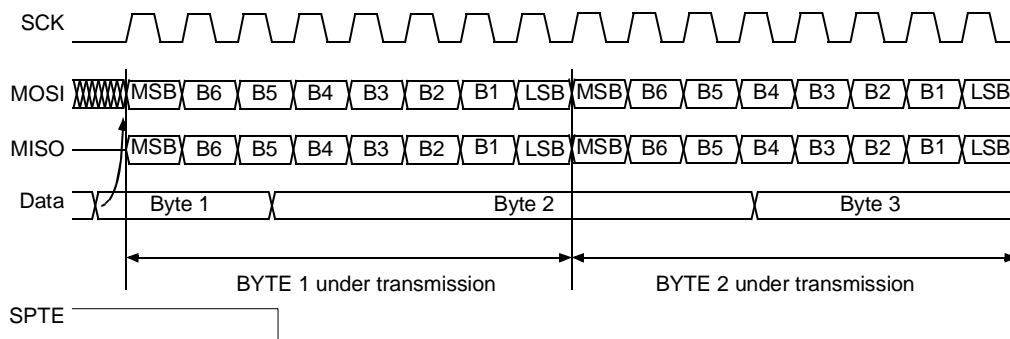 SCK
MOSI MSB B6 B5 B4 B3 B2 B1 LSB MSB B6 B5 B4 B3 B2 B1 LSB
MISO MSB B6 B5 B4 B3 B2 B1 LSB MSB B6 B5 B4 B3 B2 B1 LSB
Data Byte 1 Byte 2 Byte 3
BYTE 1 under transmission BYTE 2 under transmission
SPTE